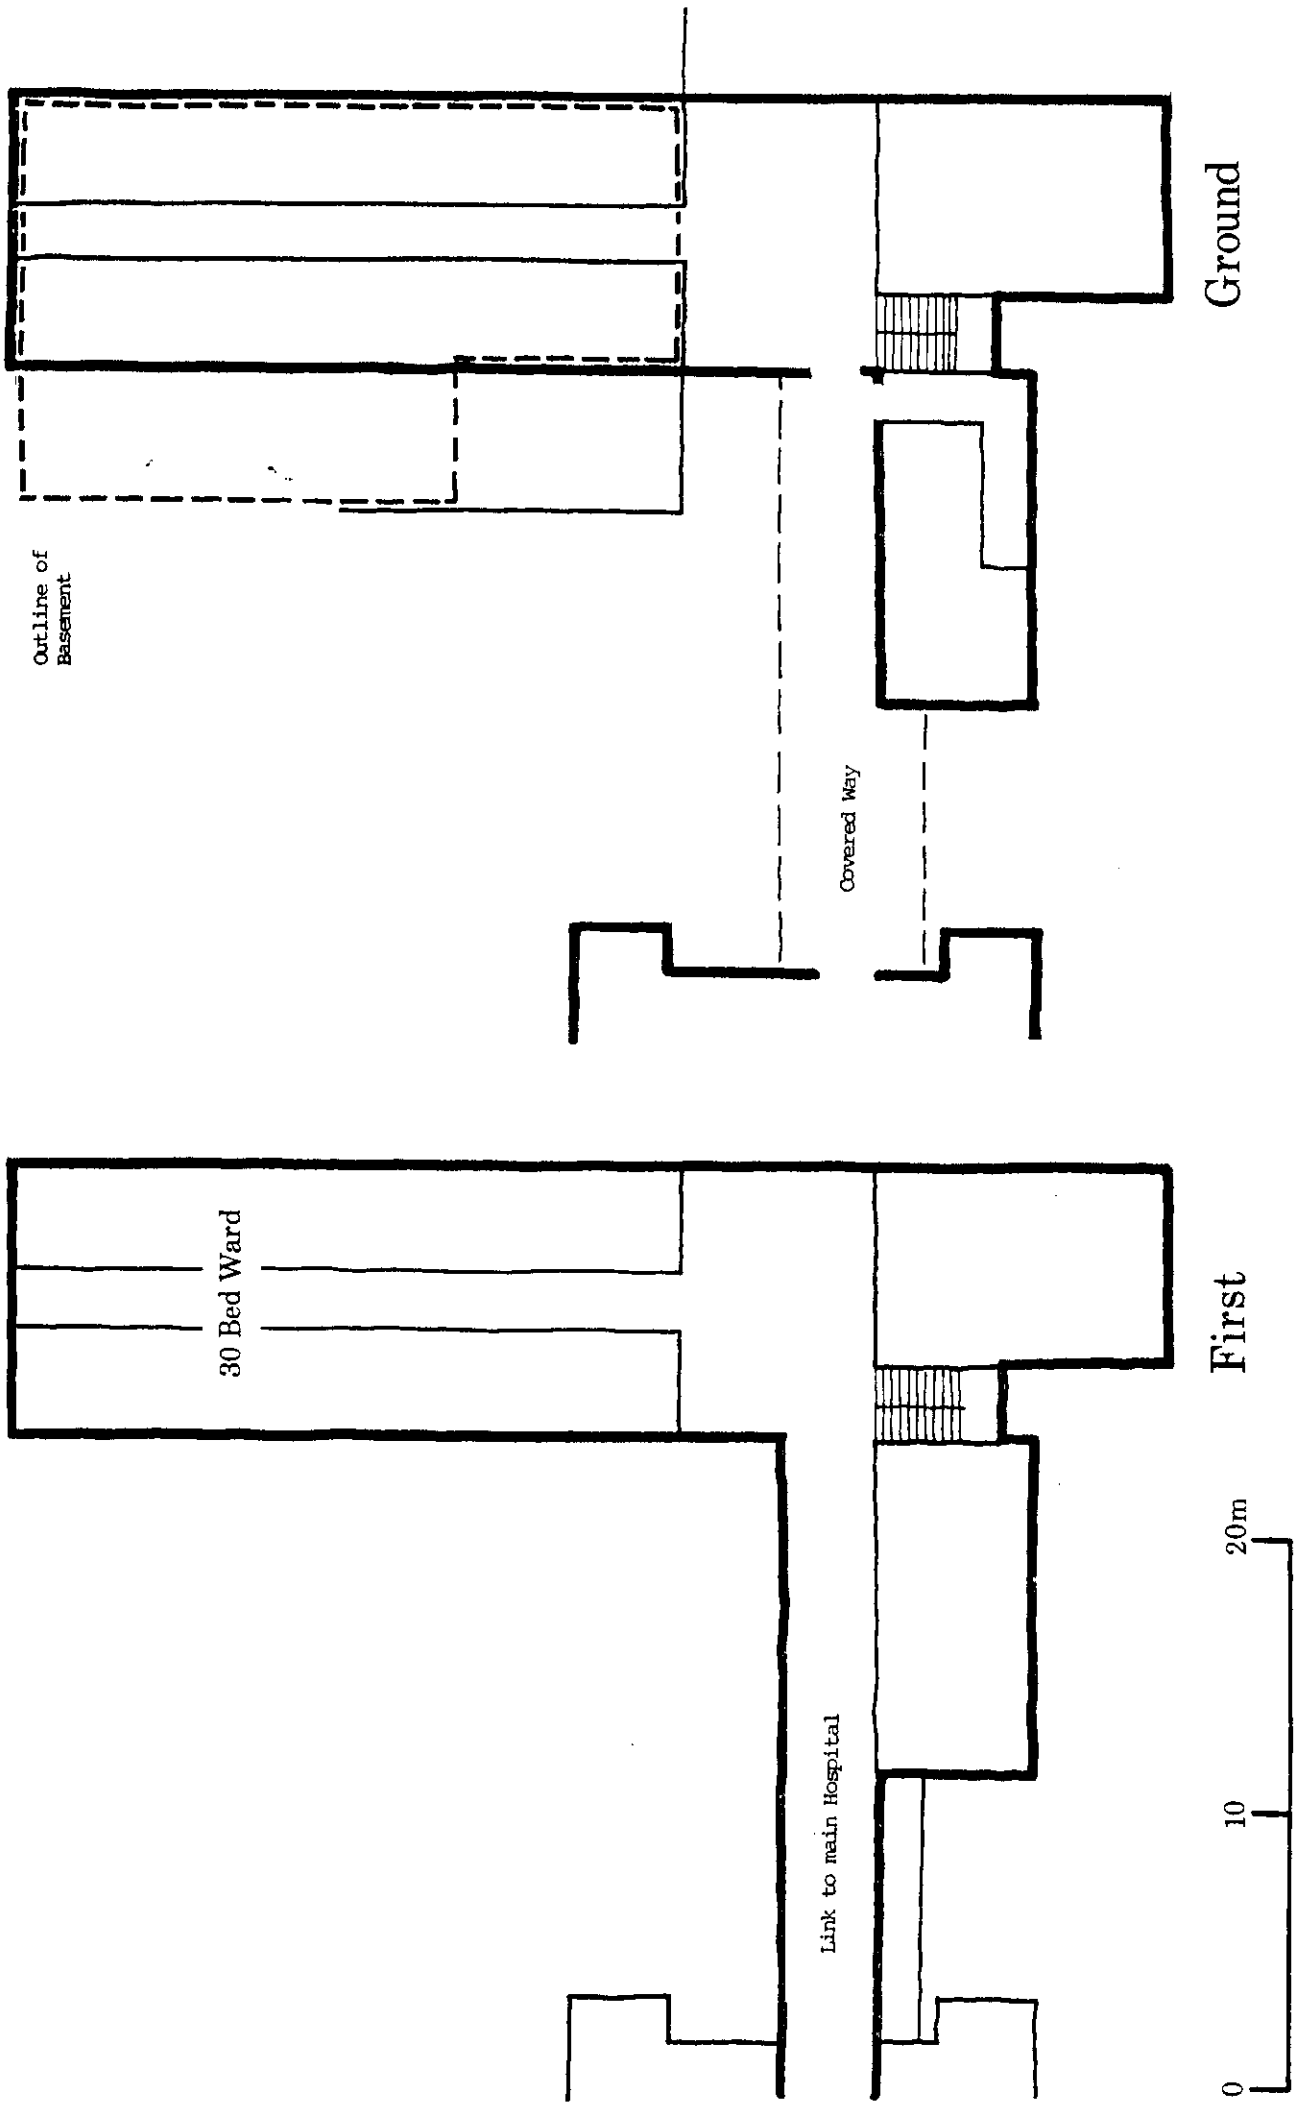 30 Bed Ward
Link to main Hospital
First
0 10 20m
Outline of
Basement
Covered Way
Ground